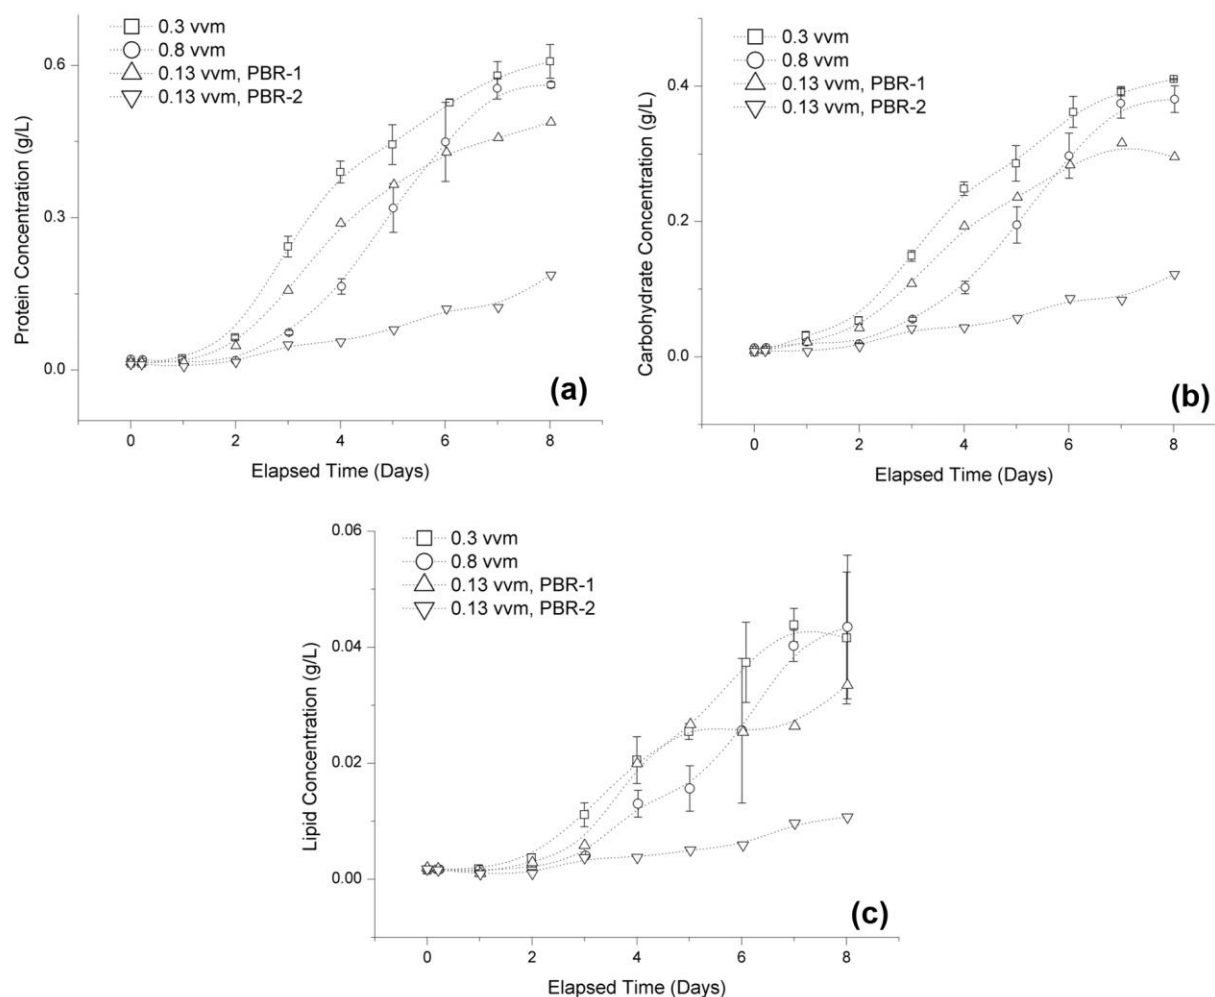 0.3 vvm
0.8 vvm
0.13 vvm, PBR-1
0.13 vvm, PBR-2
0.6
0.3
0.0
Protein Concentration (g/L)
0 2 4 6 8
Elapsed Time (Days)
(a)
0.3 vvm
0.8 vvm
0.13 vvm, PBR-1
0.13 vvm, PBR-2
0.4
0.2
0.0
Carbohydrate Concentration (g/L)
0 2 4 6 8
Elapsed Time (Days)
(b)
0.3 vvm
0.8 vvm
0.13 vvm, PBR-1
0.13 vvm, PBR-2
0.06
0.04
0.02
0.00
Lipid Concentration (g/L)
0 2 4 6 8
Elapsed Time (Days)
(c)